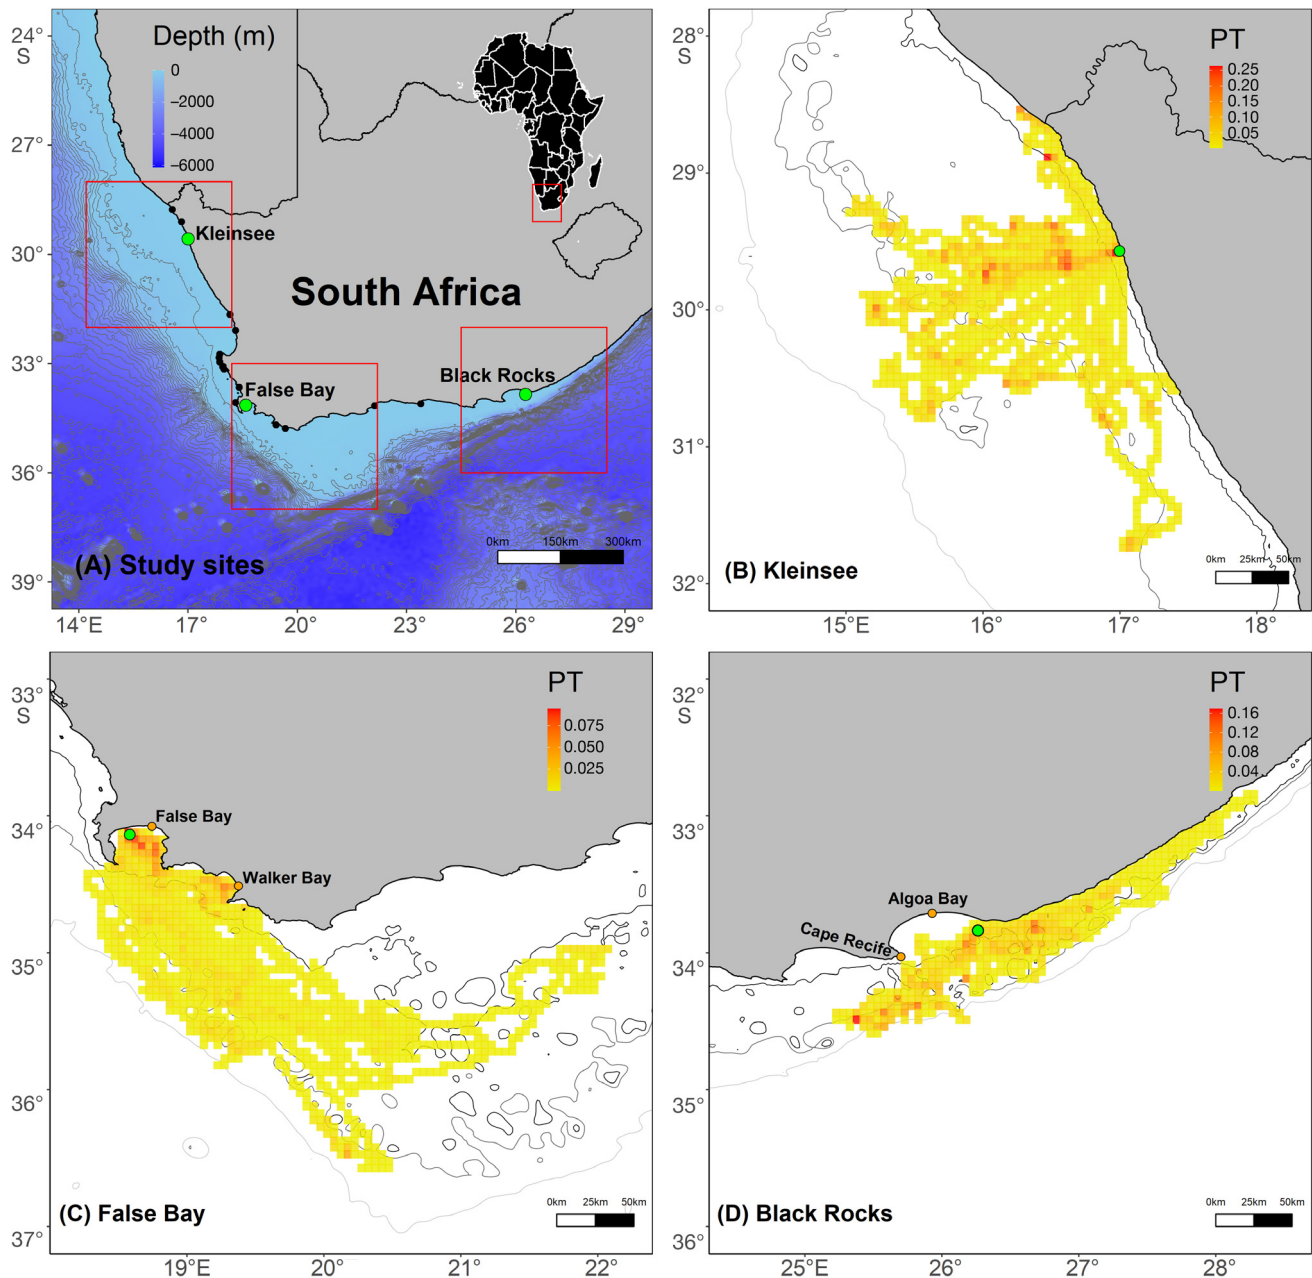 Depth (m)
0
−2000
−4000
−6000
24°
S
27°
30°
33°
36°
39°
Kleinsee
South Africa
Black Rocks
False Bay
0km 150km 300km
(A) Study sites
14°E 17° 20° 23° 26° 29°
PT
0.25
0.20
0.15
0.10
0.05
28°
S
29°
30°
31°
32°
0km 25km 50km
(B) Kleinsee
15°E 16° 17° 18°
PT
0.075
0.050
0.025
33°
S
34°
35°
36°
37°
False Bay
Walker Bay
0km 25km 50km
(C) False Bay
19°E 20° 21° 22°
PT
0.16
0.12
0.08
0.04
32°
S
33°
34°
35°
36°
Algoa Bay
Cape Recife
0km 25km 50km
(D) Black Rocks
25°E 26° 27° 28°